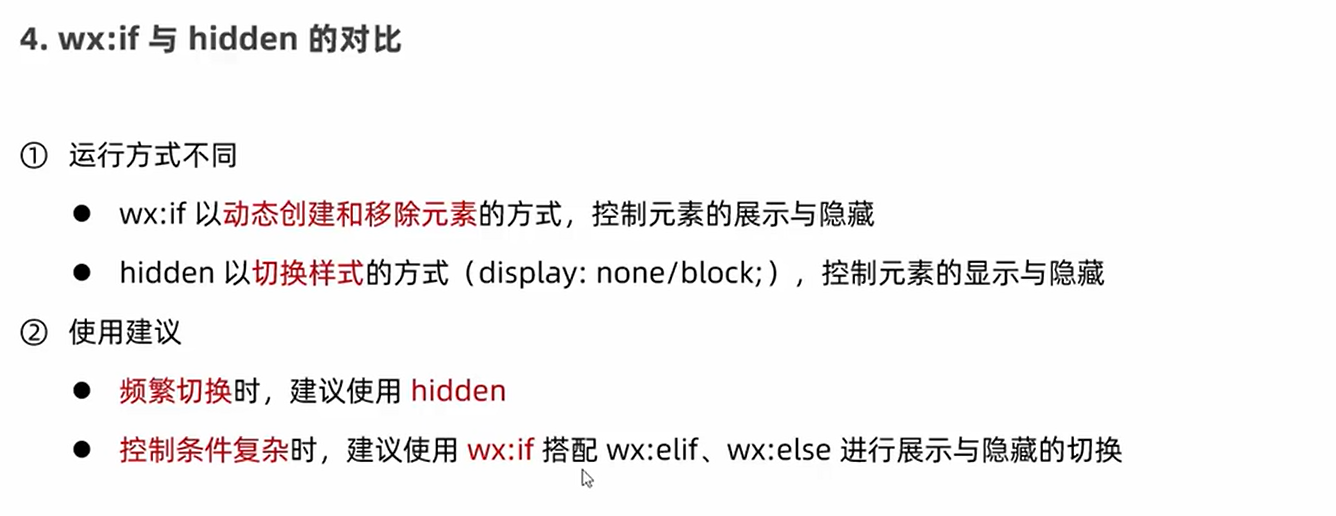 4. wx:if 与 hidden 的对比
① 运行方式不同
● wx:if 以动态创建和移除元素的方式，控制元素的展示与隐藏
● hidden 以切换样式的方式（display: none/block;），控制元素的显示与隐藏
② 使用建议
● 频繁切换时，建议使用 hidden
● 控制条件复杂时，建议使用 wx:if 搭配 wx:elif、wx:else 进行展示与隐藏的切换